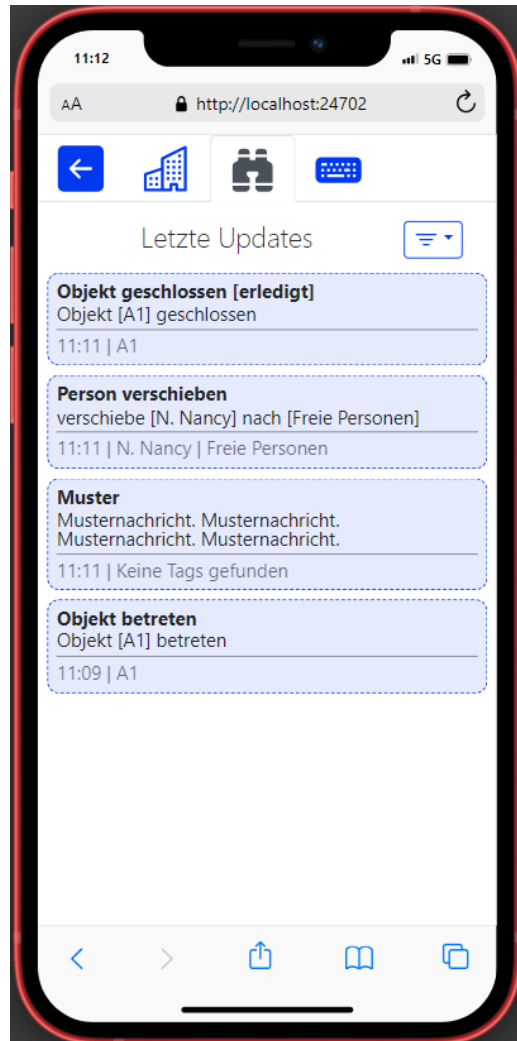 11:12
5G
AA
http://localhost:24702
Letzte Updates
Objekt geschlossen [erledigt]
Objekt [A1] geschlossen
11:11 | A1
Person verschieben
verschiebe [N. Nancy] nach [Freie Personen]
11:11 | N. Nancy | Freie Personen
Muster
Musternachricht. Musternachricht.
Musternachricht. Musternachricht.
11:11 | Keine Tags gefunden
Objekt betreten
Objekt [A1] betreten
11:09 | A1